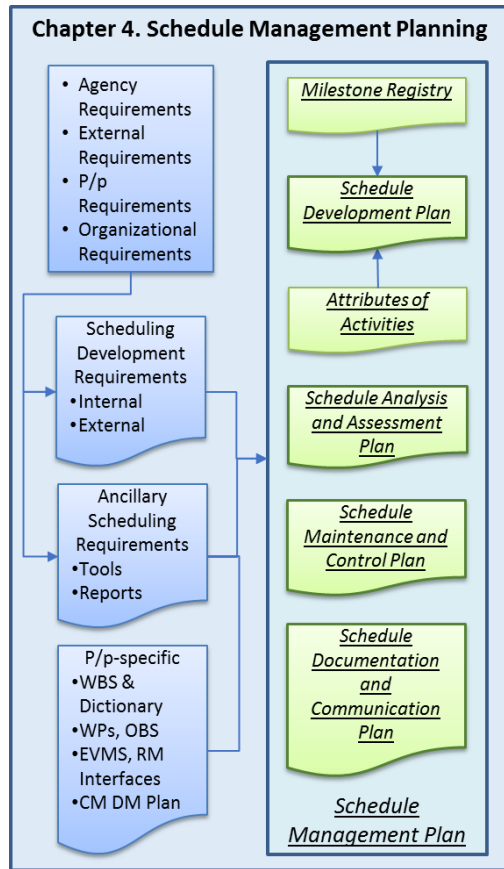 Chapter 4. Schedule Management Planning
• Agency
Requirements
• External
Requirements
• P/p
Requirements
• Organizational
Requirements
Scheduling
Development
Requirements
•Internal
•External
Ancillary
Scheduling
Requirements
•Tools
•Reports
P/p-specific
•WBS &
Dictionary
•WPs, OBS
•EVMS, RM
Interfaces
•CM DM Plan
Milestone Registry
Schedule
Development Plan
Attributes of
Activities
Schedule Analysis
and Assessment
Plan
Schedule
Maintenance and
Control Plan
Schedule
Documentation
and
Communication
Plan
Schedule
Management Plan